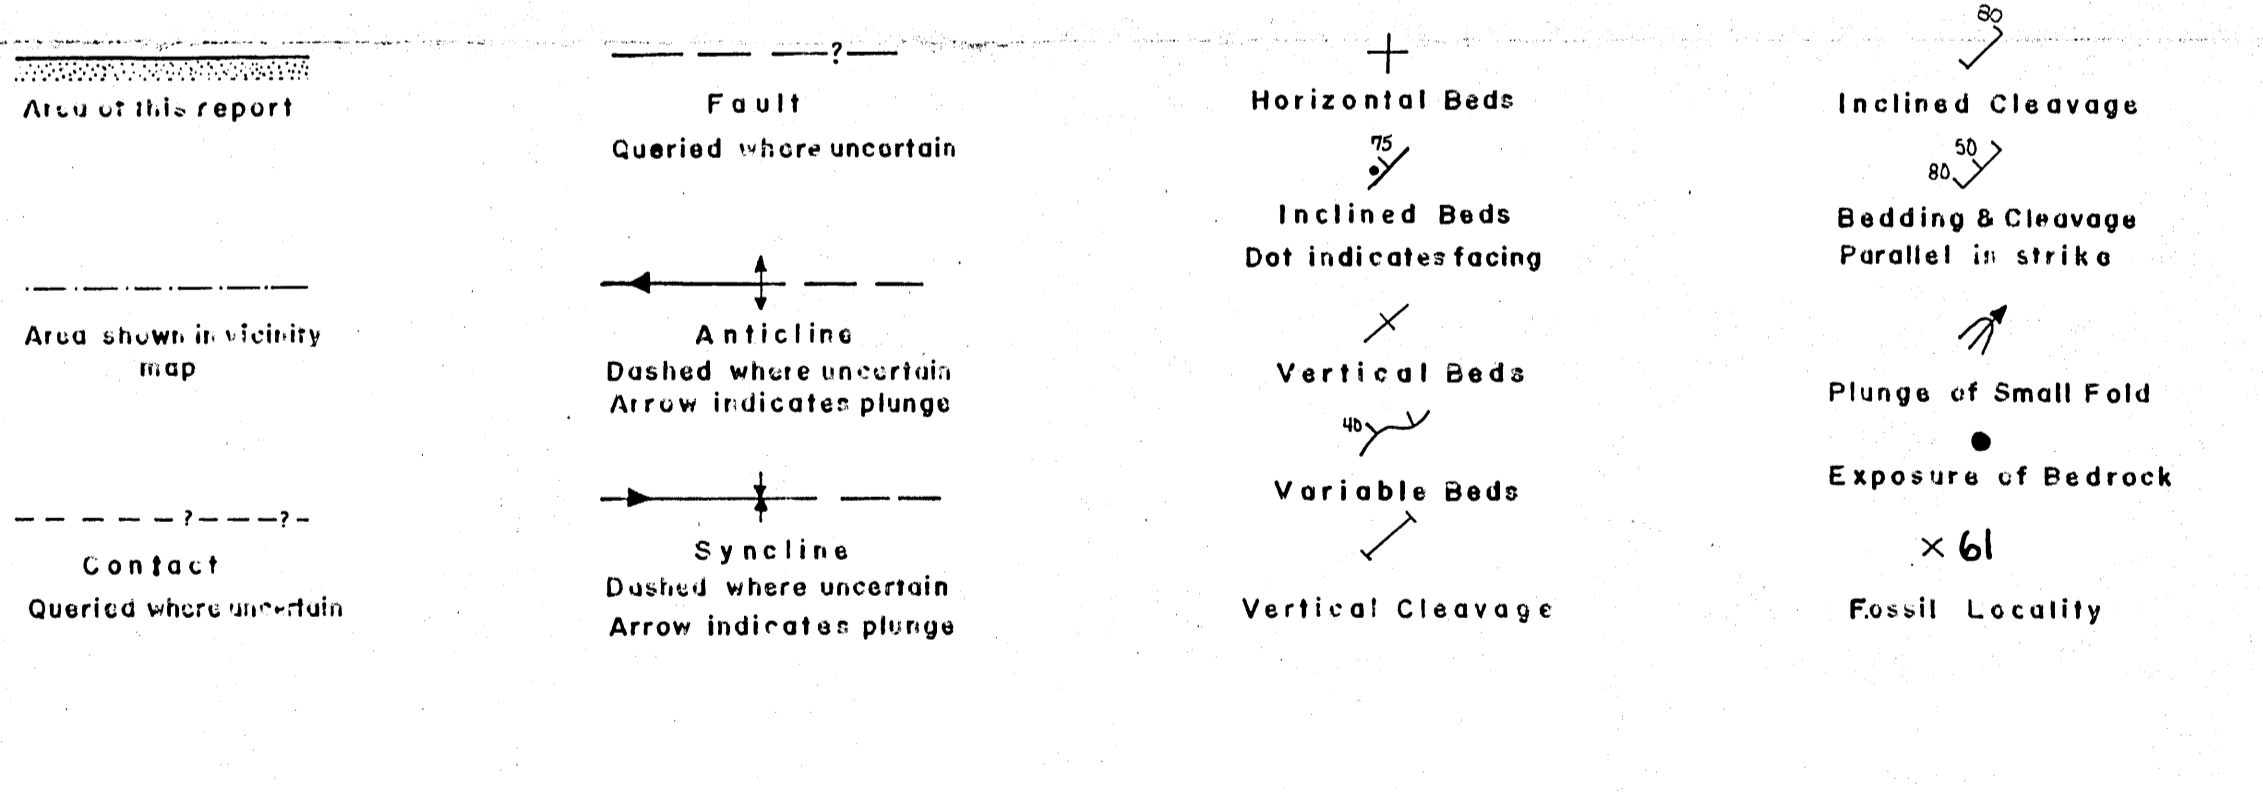 Area of this report
Area shown in vicinity
map
?
?
Contact
Queried where uncertain
?
Fault
Queried where uncertain
Anticline
Dashed where uncertain
Arrow indicates plunge
Syncline
Dashed where uncertain
Arrow indicates plunge
Horizontal Beds
75
Inclined Beds
Dot indicates facing
Vertical Beds
40
Variable Beds
Vertical Cleavage
80
Inclined Cleavage
50
80
Bedding & Cleavage
Parallel in strike
Plunge of Small Fold
Exposure of Bedrock
× 61
Fossil Locality